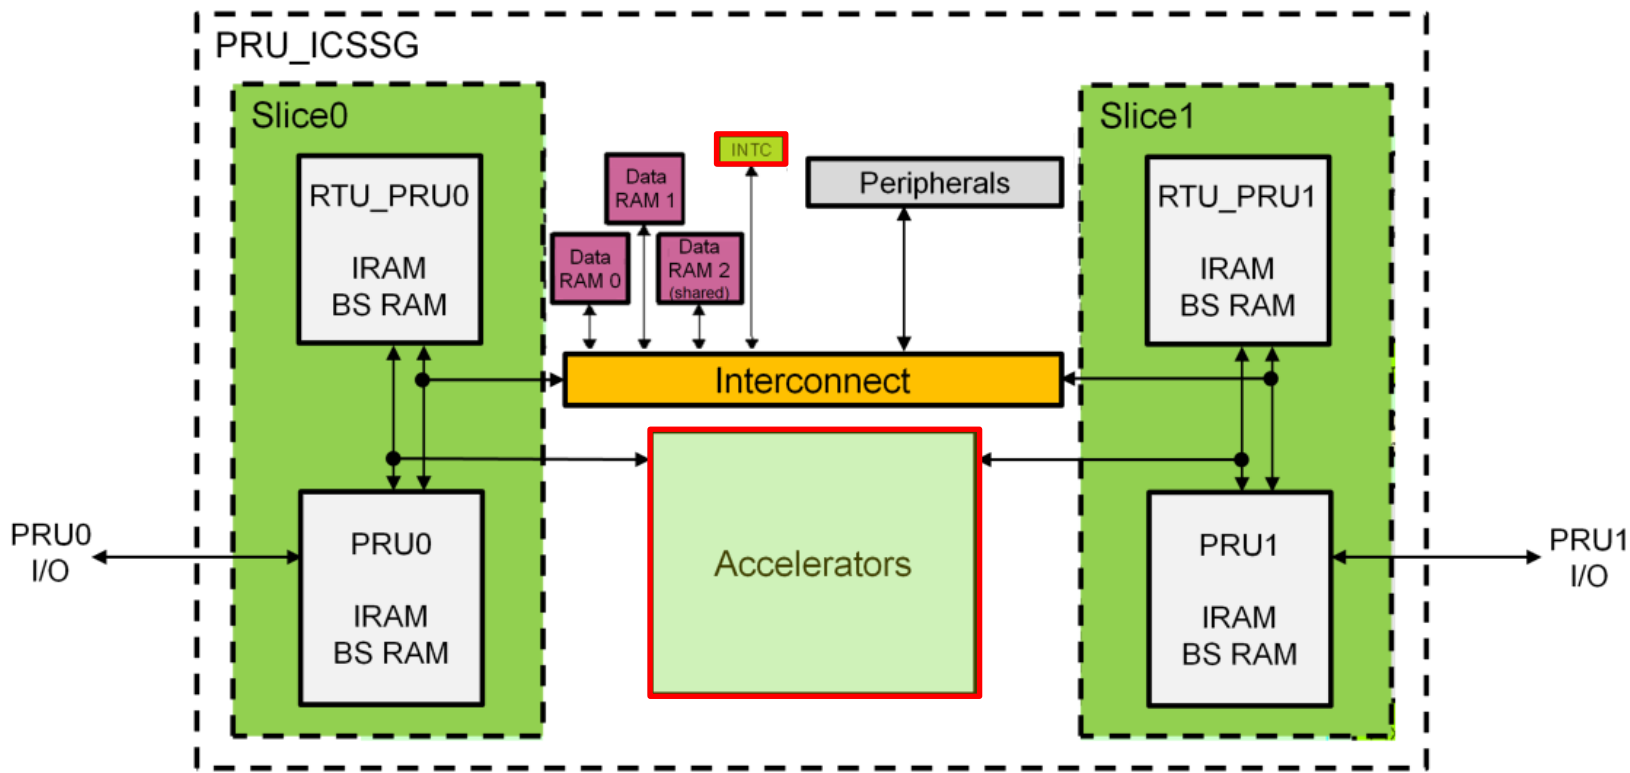 PRU_ICSSG
Slice0
RTU_PRU0
IRAM
BS RAM
PRU0
IRAM
BS RAM
PRU0
I/O
Data
RAM 0
Data
RAM 1
Data
RAM 2
(shared)
INTC
Peripherals
Interconnect
Accelerators
Slice1
RTU_PRU1
IRAM
BS RAM
PRU1
IRAM
BS RAM
PRU1
I/O